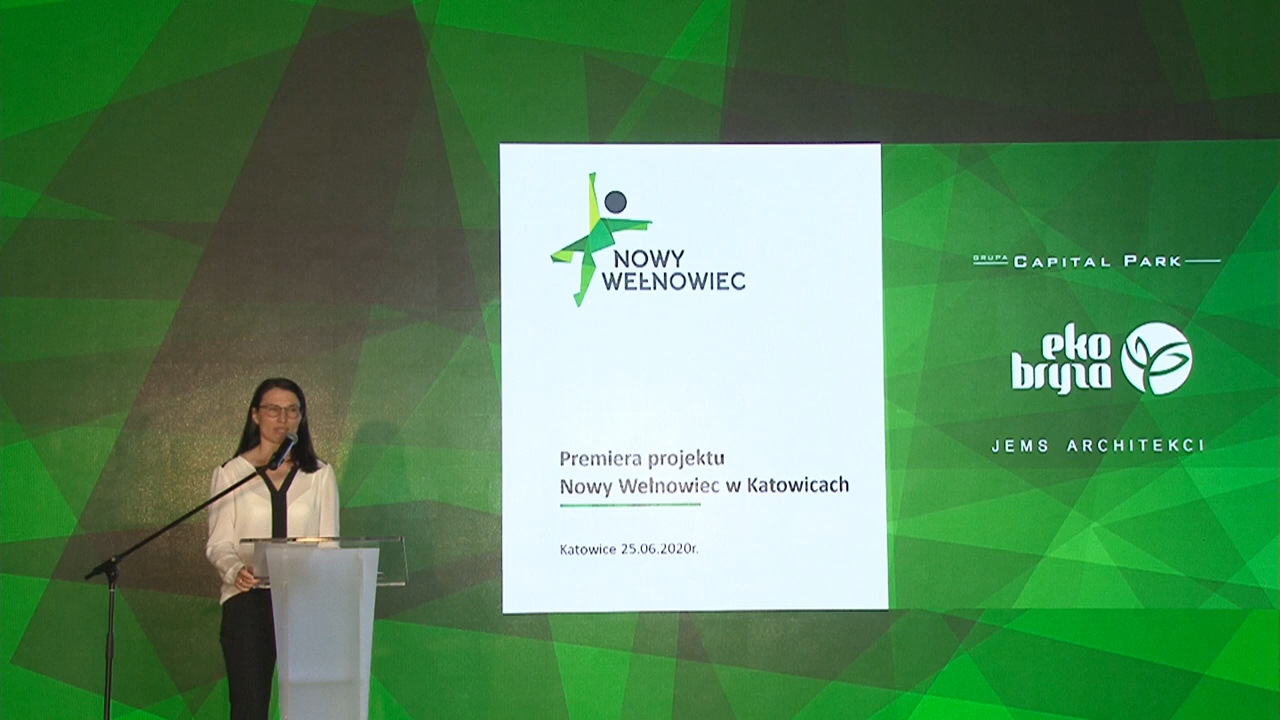 NOWY
WEŁNOWIEC
Premiera projektu
Nowy Wełnowiec w Katowicach
Katowice 25.06.2020r.
GRUPA CAPITAL PARK
eko
bryza
JEMS ARCHITEKCI